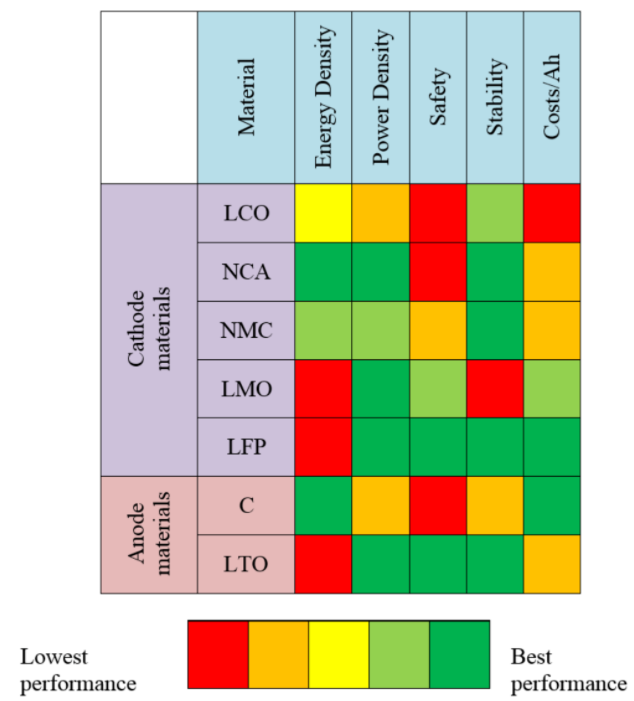 Material
Energy Density
Power Density
Safety
Stability
Costs/Ah
Cathode
materials
LCO
NCA
NMC
LMO
LFP
Anode
materials
C
LTO
Lowest
performance
Best
performance